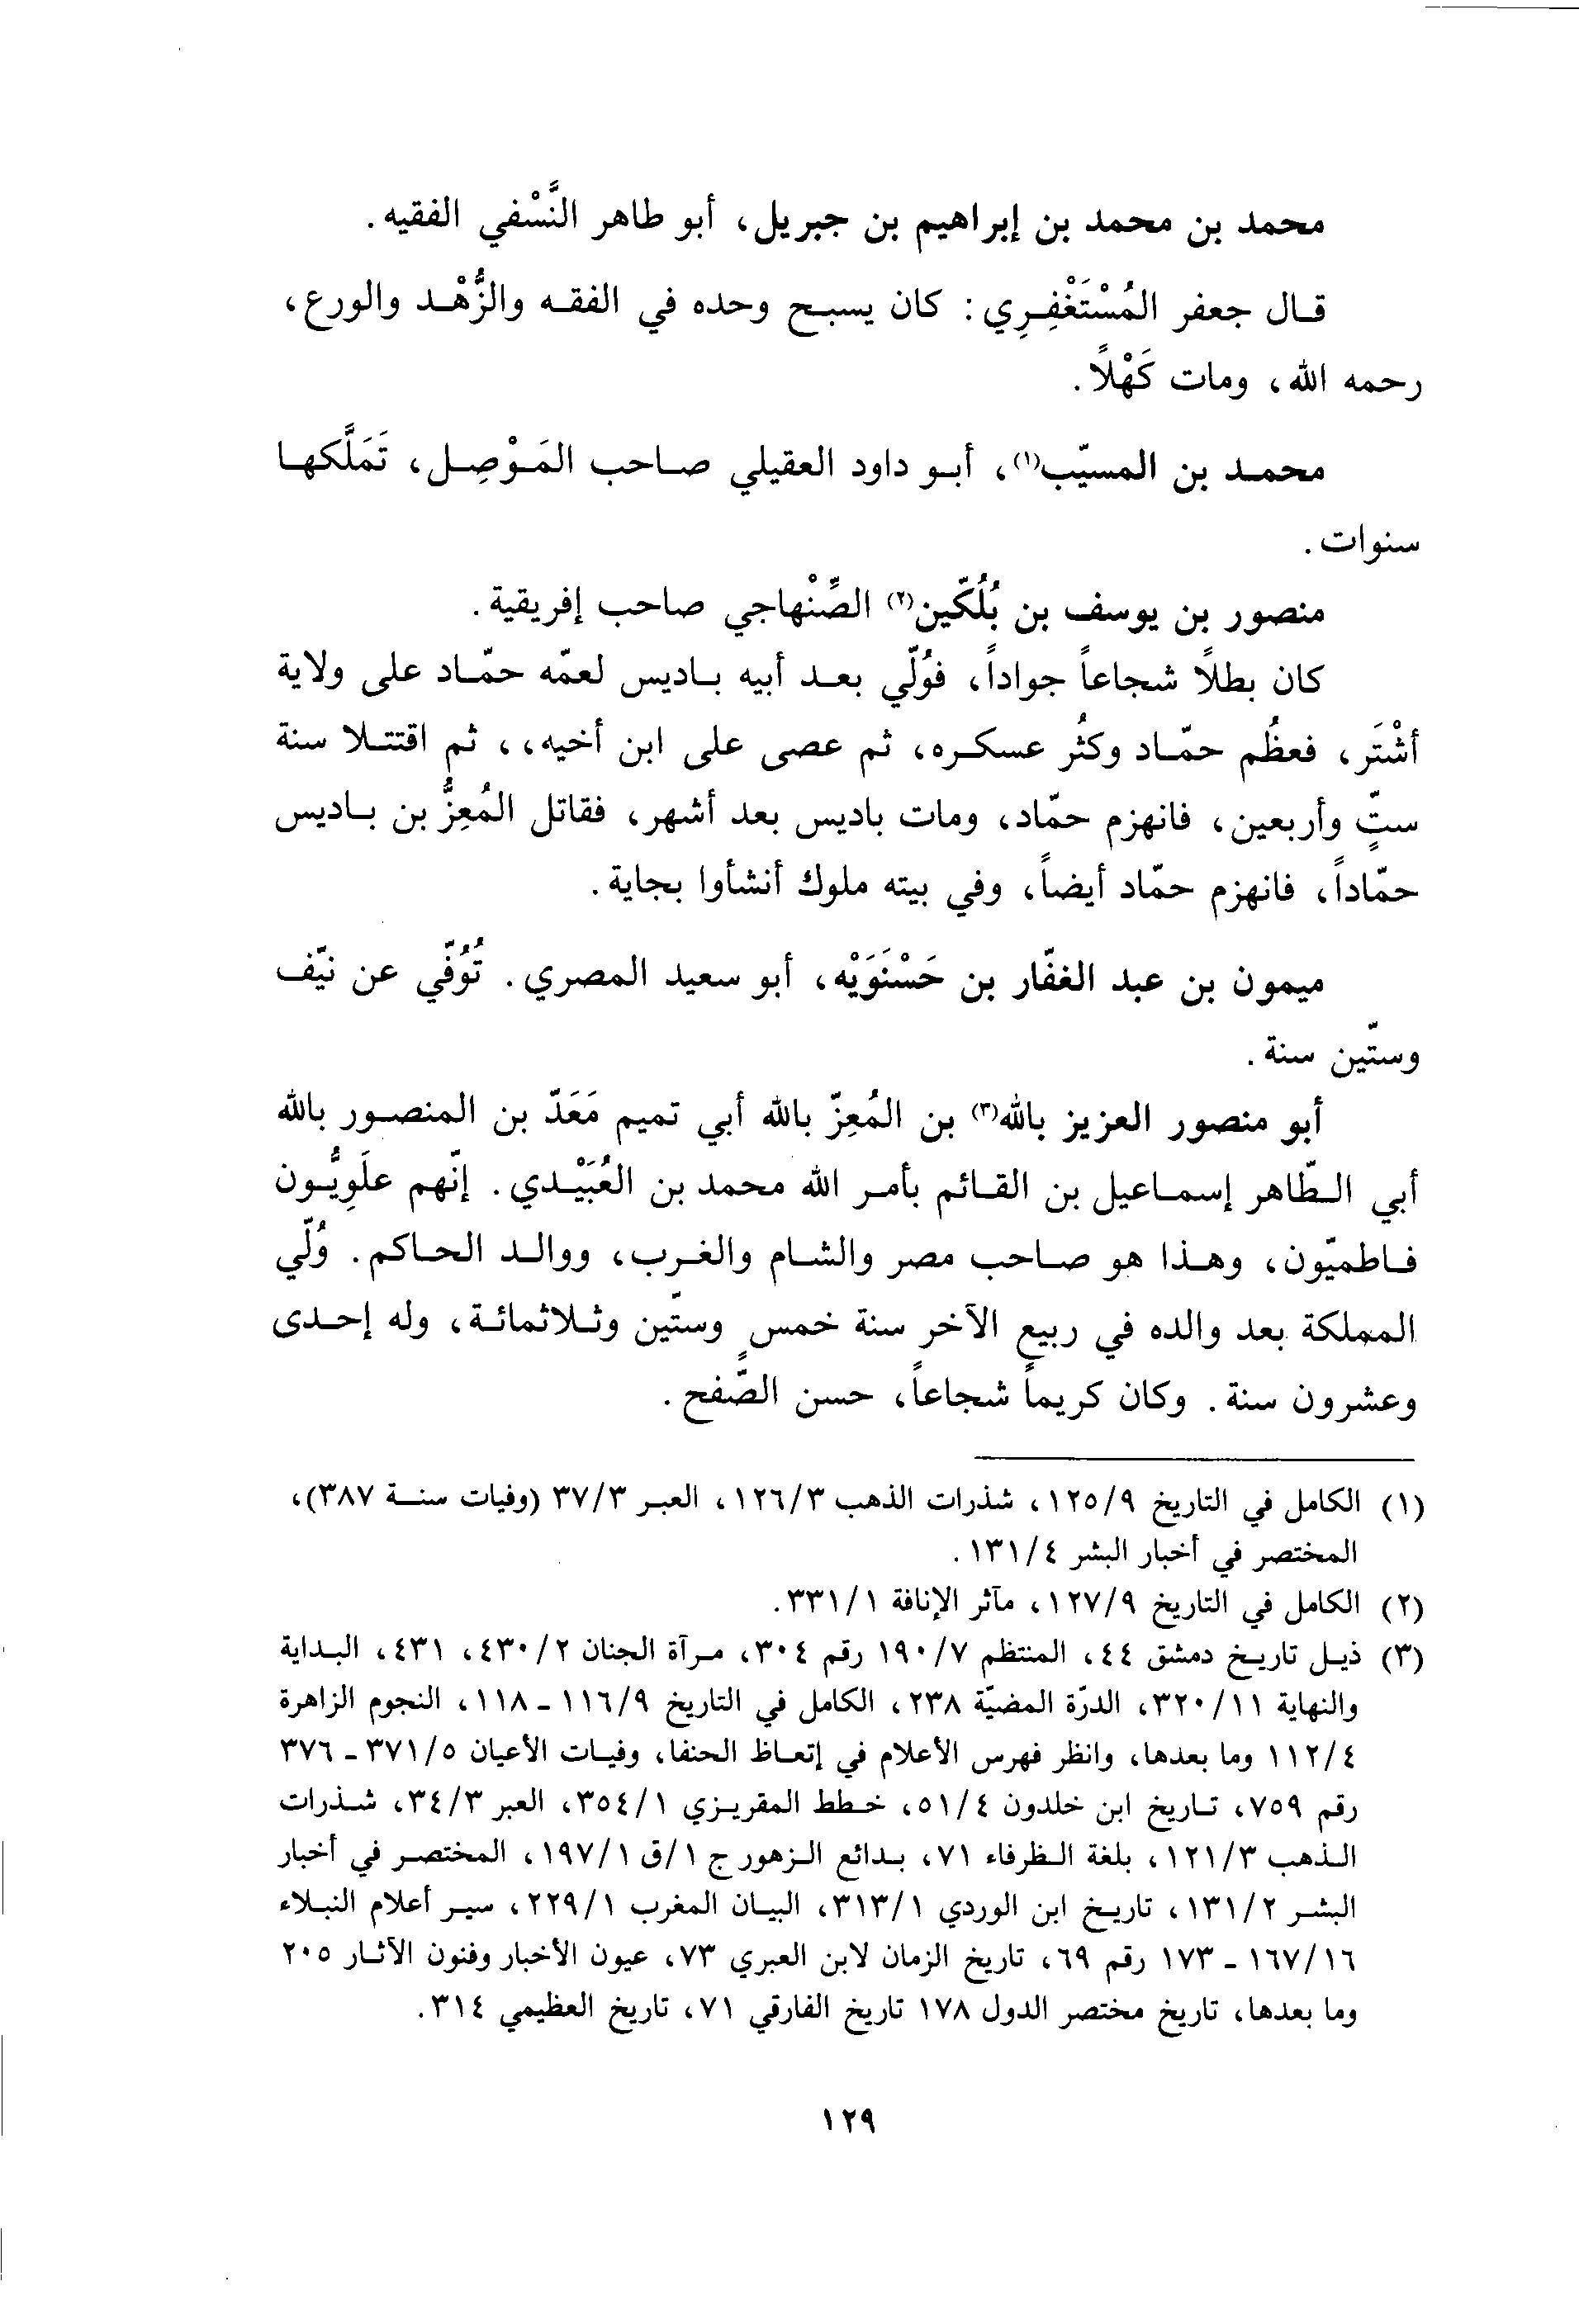 محمد بن محمد بن إبراهيم بن جبريل، أبو طاهر النَّسْفي الفقيه.
قال جعفر المُسْتَغْفِرِي: كان يسبح وحده في الفقه والزُّهْد والورع،
رحمه الله، ومات كَهْلاً.
محمد بن المسيّب(١)، أبو داود العقيلي صاحب المَوْصِل، تَمَلَّكها
سنوات.
منصور بن يوسف بن بُلُكّين(٢) الصِّنْهاجي صاحب إفريقية.
كان بطلاً شجاعاً جواداً، فوُلّي بعد أبيه باديس لعمّه حمّاد على ولاية
أشْتَر، فعظُم حمّاد وكثُر عسكره، ثم عصى على ابن أخيه،، ثم اقتتلا سنة
ستٍّ وأربعين، فانهزم حمّاد، ومات باديس بعد أشهر، فقاتل المُعِزُّ بن باديس
حمّاداً، فانهزم حمّاد أيضاً، وفي بيته ملوك أنشأوا بجاية.
ميمون بن عبد الغفّار بن حَسْنَوَيْه، أبو سعيد المصري. تُوُفّي عن نيّف
وستّين سنة.
أبو منصور العزيز بالله(٣) بن المُعِزّ بالله أبي تميم مَعَدّ بن المنصور بالله
أبي الطّاهر إسماعيل بن القائم بأمر الله محمد بن العُبَيْدي. إنّهم علَوِيُّون
فاطميّون، وهذا هو صاحب مصر والشام والغرب، ووالد الحاكم. وُلّي
المملكة بعد والده في ربيع الآخر سنة خمسٍ وستّين وثلاثمائة، وله إحدى
وعشرون سنة. وكان كريماً شجاعاً، حسن الصَّفح.
(١) الكامل في التاريخ ١٢٥/٩، شذرات الذهب ١٢٦/٣، العبر ٣٧/٣ (وفيات سنة ٣٨٧)،
المختصر في أخبار البشر ١٣١/٤.
(٢) الكامل في التاريخ ١٢٧/٩، مآثر الإنافة ٣٣١/١.
(٣) ذيل تاريخ دمشق ٤٤، المنتظم ١٩٠/٧ رقم ٣٠٤، مرآة الجنان ٤٣٠/٢، ٤٣١، البداية
والنهاية ٣٢٠/١١، الدرّة المضيّة ٢٣٨، الكامل في التاريخ ١١٦/٩ - ١١٨، النجوم الزاهرة
١١٢/٤ وما بعدها، وانظر فهرس الأعلام في إتعاظ الحنفا، وفيات الأعيان ٣٧١/٥ - ٣٧٦
رقم ٧٥٩، تاريخ ابن خلدون ٥١/٤، خطط المقريزي ٣٥٤/١، العبر ٣٤/٣، شذرات
الذهب ١٢١/٣، بلغة الظرفاء ٧١، بدائع الزهور ج ١/ق ١٩٧/١، المختصر في أخبار
البشر ١٣١/٢، تاريخ ابن الوردي ٣١٣/١، البيان المغرب ٢٢٩/١، سير أعلام النبلاء
١٦٧/١٦ - ١٧٣ رقم ٦٩، تاريخ الزمان لابن العبري ٧٣، عيون الأخبار وفنون الآثار ٢٠٥
وما بعدها، تاريخ مختصر الدول ١٧٨ تاريخ الفارقي ٧١، تاريخ العظيمي ٣١٤.
١٢٩